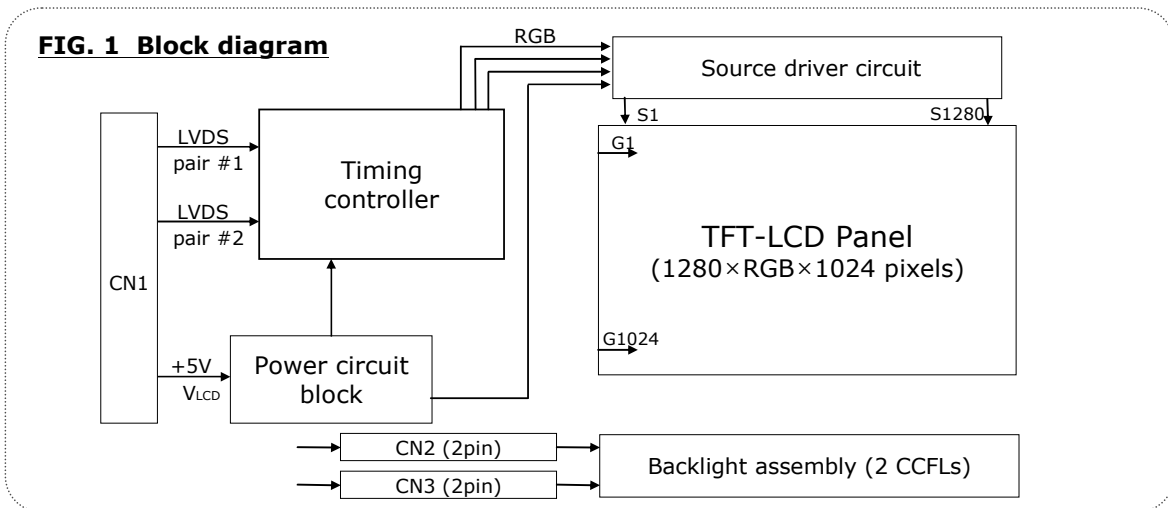 FIG. 1 Block diagram
RGB
Source driver circuit
S1
S1280
CN1
LVDS
pair #1
LVDS
pair #2
Timing
controller
G1
TFT-LCD Panel
(1280×RGB×1024 pixels)
G1024
+5V
VLCD
Power circuit
block
CN2 (2pin)
CN3 (2pin)
Backlight assembly (2 CCFLs)